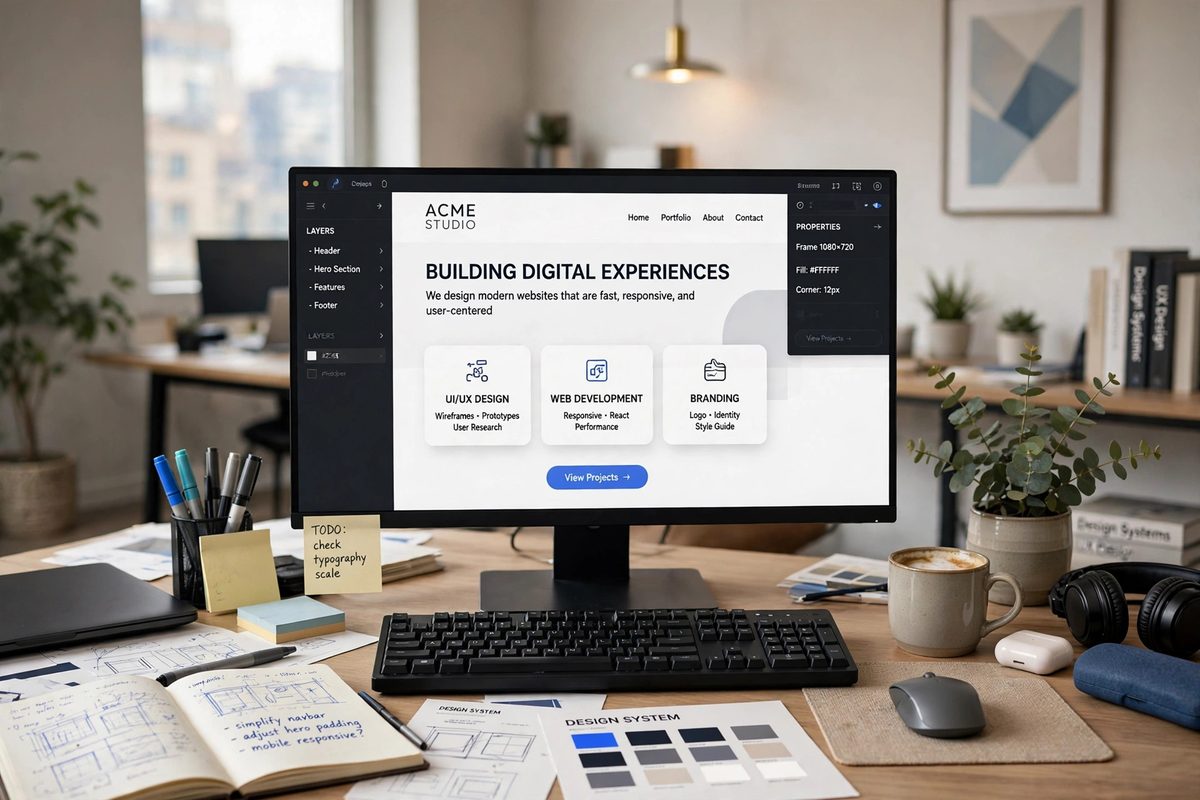 LAYERS
- Header
- Hero Section
- Features
- Footer
LAYERS
ACME
STUDIO
Home Portfolio About Contact
BUILDING DIGITAL EXPERIENCES
We design modern websites that are fast, responsive, and
user-centered
UI/UX DESIGN
Wireframes • Prototypes
User Research
WEB DEVELOPMENT
Responsive • React
Performance
BRANDING
Logo • Identity
Style Guide
View Projects →
PROPERTIES
Frame 1080×720
Fill: #FFFFFF
Corner: 12px
View Projects →
Design Systems
UX Design
Design Systems
TODO:
check
typography
scale
- simplify navbar
- adjust hero padding
- mobile responsive?
DESIGN SYSTEM
DESIGN SYSTEM